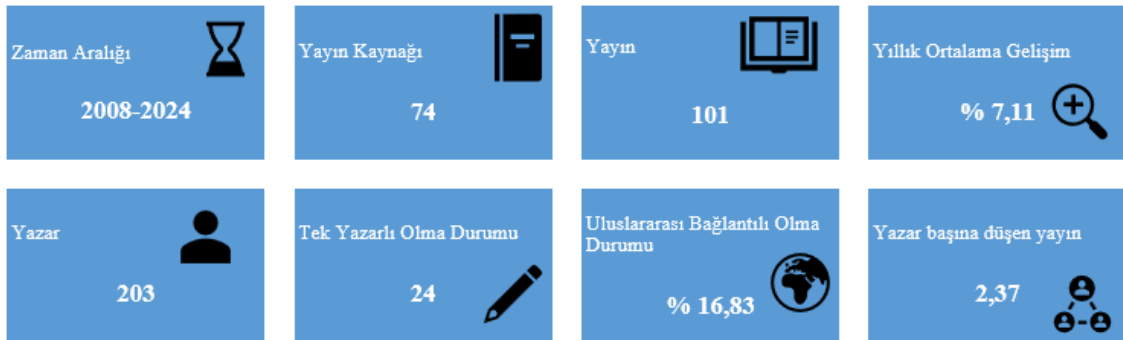 Zaman Aralığı
2008-2024
Yayın Kaynağı
74
Yayın
101
Yıllık Ortalama Gelişim
% 7,11
Yazar
203
Tek Yazarlı Olma Durumu
24
Uluslararası Bağlantılı Olma
Durumu
% 16,83
Yazar başına düşen yayın
2,37